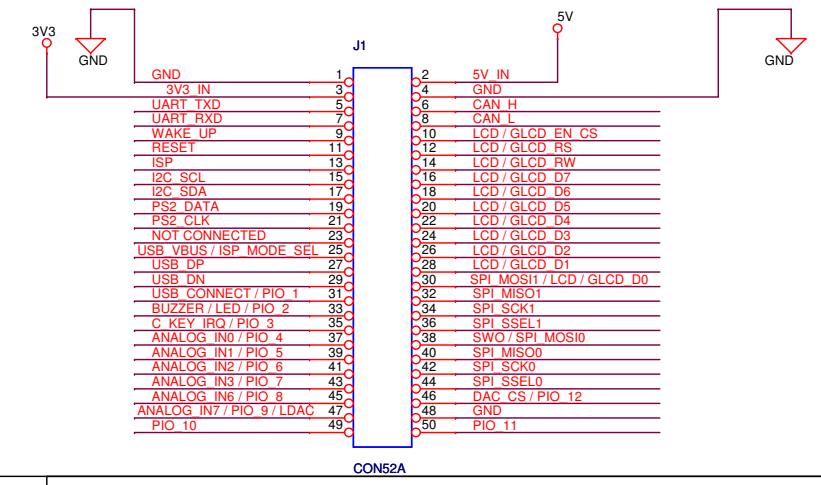 5V
3V3
J1
GND
GND
GND 1 2 5V_IN
3V3_IN 3 4 GND
UART_TXD 5 6 CAN_H
UART_RXD 7 8 CAN_L
WAKE_UP 9 10 LCD / GLCD_EN_CS
RESET 11 12 LCD / GLCD_RS
ISP 13 14 LCD / GLCD_RW
I2C_SCL 15 16 LCD / GLCD_D7
I2C_SDA 17 18 LCD / GLCD_D6
PS2_DATA 19 20 LCD / GLCD_D5
PS2_CLK 21 22 LCD / GLCD_D4
NOT CONNECTED 23 24 LCD / GLCD_D3
USB_VBUS / ISP_MODE_SEL 25 26 LCD / GLCD_D2
USB_DP 27 28 LCD / GLCD_D1
USB_DN 29 30 SPI_MOSI1 / LCD / GLCD_D0
USB_CONNECT / PIO_1 31 32 SPI_MISO1
BUZZER / LED / PIO_2 33 34 SPI_SCK1
C_KEY_IRQ / PIO_3 35 36 SPI_SSEL1
ANALOG_IN0 / PIO_4 37 38 SWO / SPI_MOSI0
ANALOG_IN1 / PIO_5 39 40 SPI_MISO0
ANALOG_IN2 / PIO_6 41 42 SPI_SCK0
ANALOG_IN3 / PIO_7 43 44 SPI_SSEL0
ANALOG_IN6 / PIO_8 45 46 DAC_CS / PIO_12
ANALOG_IN7 / PIO_9 / LDAC 47 48 GND
PIO_10 49 50 PIO_11
CON52A